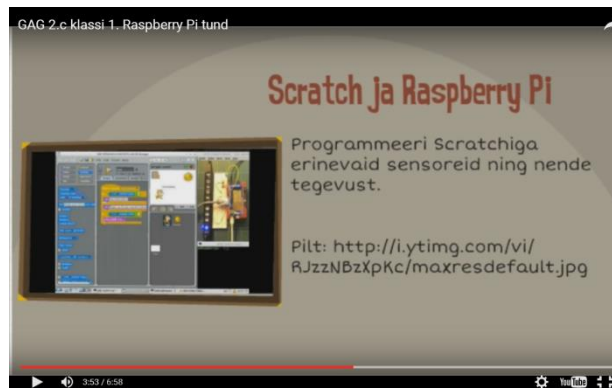 GAG 2.c klassi 1. Raspberry Pi tund
Scratch ja Raspberry Pi
Programmeeri Scratchiga
erinevaid sensoreid ning nende
tegevust.
Pilt: http://i.ytimg.com/vi/
RJzzNBzXpKc/maxresdefault.jpg
3:53 / 6:58
YouTube